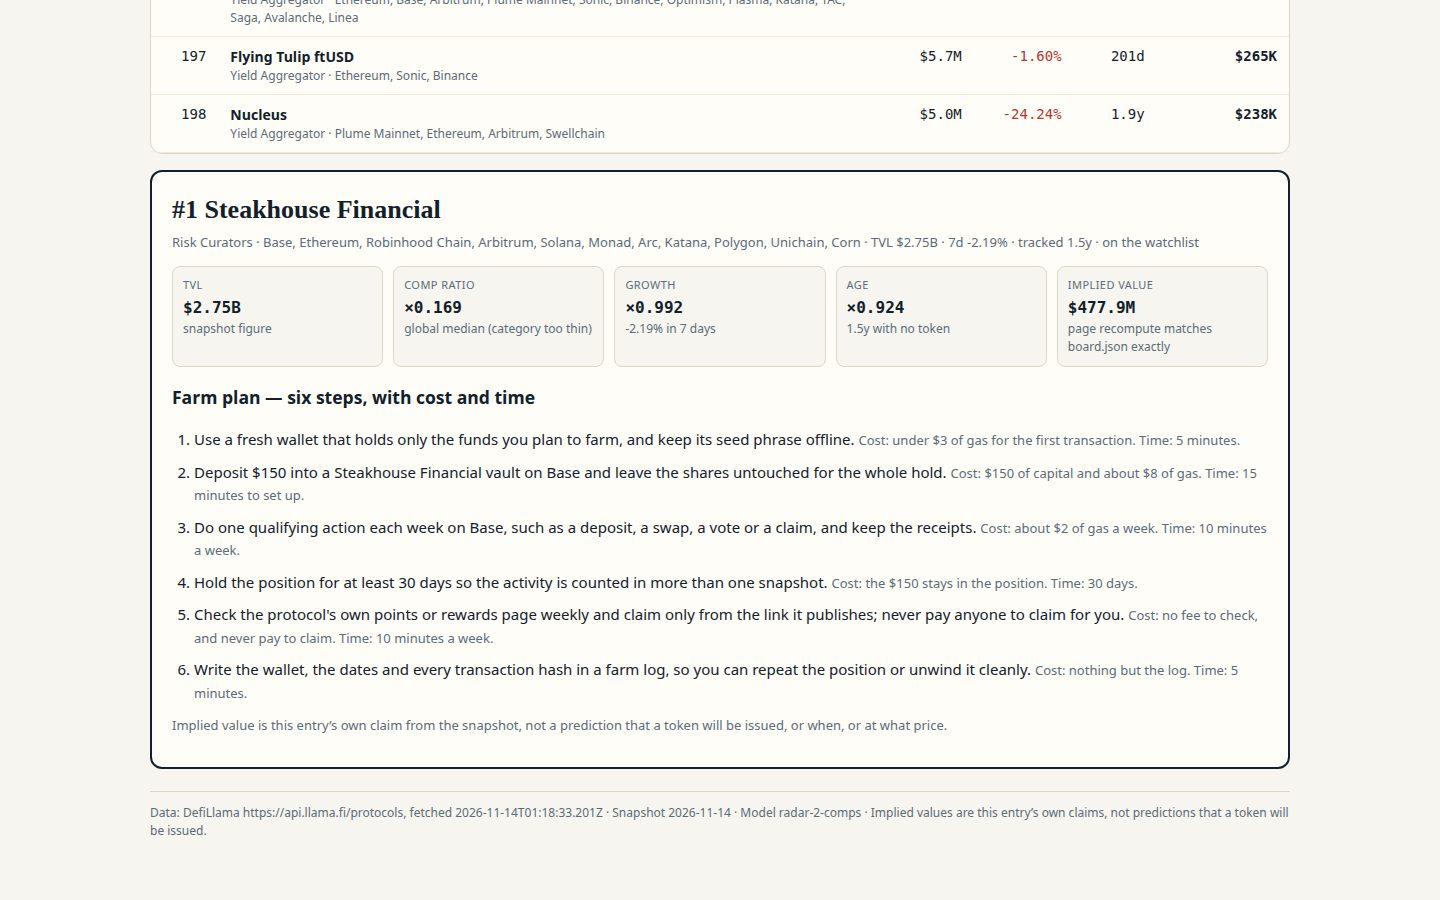 Yield Aggregator · Ethereum, Base, Arbitrum, Plume Mainnet, Sonic, Binance, Optimism, Plasma, Katana, TAC,
Saga, Avalanche, Linea
197 Flying Tulip ftUSD $5.7M -1.60% 201d $265K
Yield Aggregator · Ethereum, Sonic, Binance
198 Nucleus $5.0M -24.24% 1.9y $238K
Yield Aggregator · Plume Mainnet, Ethereum, Arbitrum, Swellchain
#1 Steakhouse Financial
Risk Curators · Base, Ethereum, Robinhood Chain, Arbitrum, Solana, Monad, Arc, Katana, Polygon, Unichain, Corn · TVL $2.75B · 7d -2.19% · tracked 1.5y · on the watchlist
TVL
$2.75B
snapshot figure
COMP RATIO
×0.169
global median (category too thin)
GROWTH
×0.992
-2.19% in 7 days
AGE
×0.924
1.5y with no token
IMPLIED VALUE
$477.9M
page recompute matches
board.json exactly
Farm plan — six steps, with cost and time
1. Use a fresh wallet that holds only the funds you plan to farm, and keep its seed phrase offline. Cost: under $3 of gas for the first transaction. Time: 5 minutes.
2. Deposit $150 into a Steakhouse Financial vault on Base and leave the shares untouched for the whole hold. Cost: $150 of capital and about $8 of gas. Time: 15
minutes to set up.
3. Do one qualifying action each week on Base, such as a deposit, a swap, a vote or a claim, and keep the receipts. Cost: about $2 of gas a week. Time: 10 minutes
a week.
4. Hold the position for at least 30 days so the activity is counted in more than one snapshot. Cost: the $150 stays in the position. Time: 30 days.
5. Check the protocol's own points or rewards page weekly and claim only from the link it publishes; never pay anyone to claim for you. Cost: no fee to check,
and never pay to claim. Time: 10 minutes a week.
6. Write the wallet, the dates and every transaction hash in a farm log, so you can repeat the position or unwind it cleanly. Cost: nothing but the log. Time: 5
minutes.
Implied value is this entry’s own claim from the snapshot, not a prediction that a token will be issued, or when, or at what price.
Data: DefiLlama https://api.llama.fi/protocols, fetched 2026-11-14T01:18:33.201Z · Snapshot 2026-11-14 · Model radar-2-comps · Implied values are this entry’s own claims, not predictions that a token will
be issued.